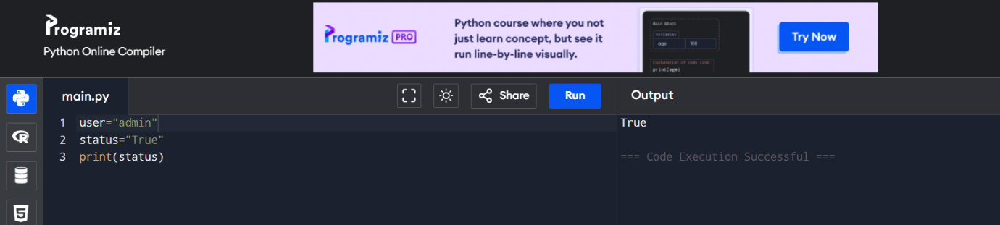 Programiz
Python Online Compiler
Programiz PRO
Python course where you not
just learn concept, but see it
run line-by-line visually.
Main Block
Variables
age 100
Explanation of code line:
print(age)
Try Now
main.py
Share
Run
Output
1 user="admin"
2 status="True"
3 print(status)
True
=== Code Execution Successful ===
R
5